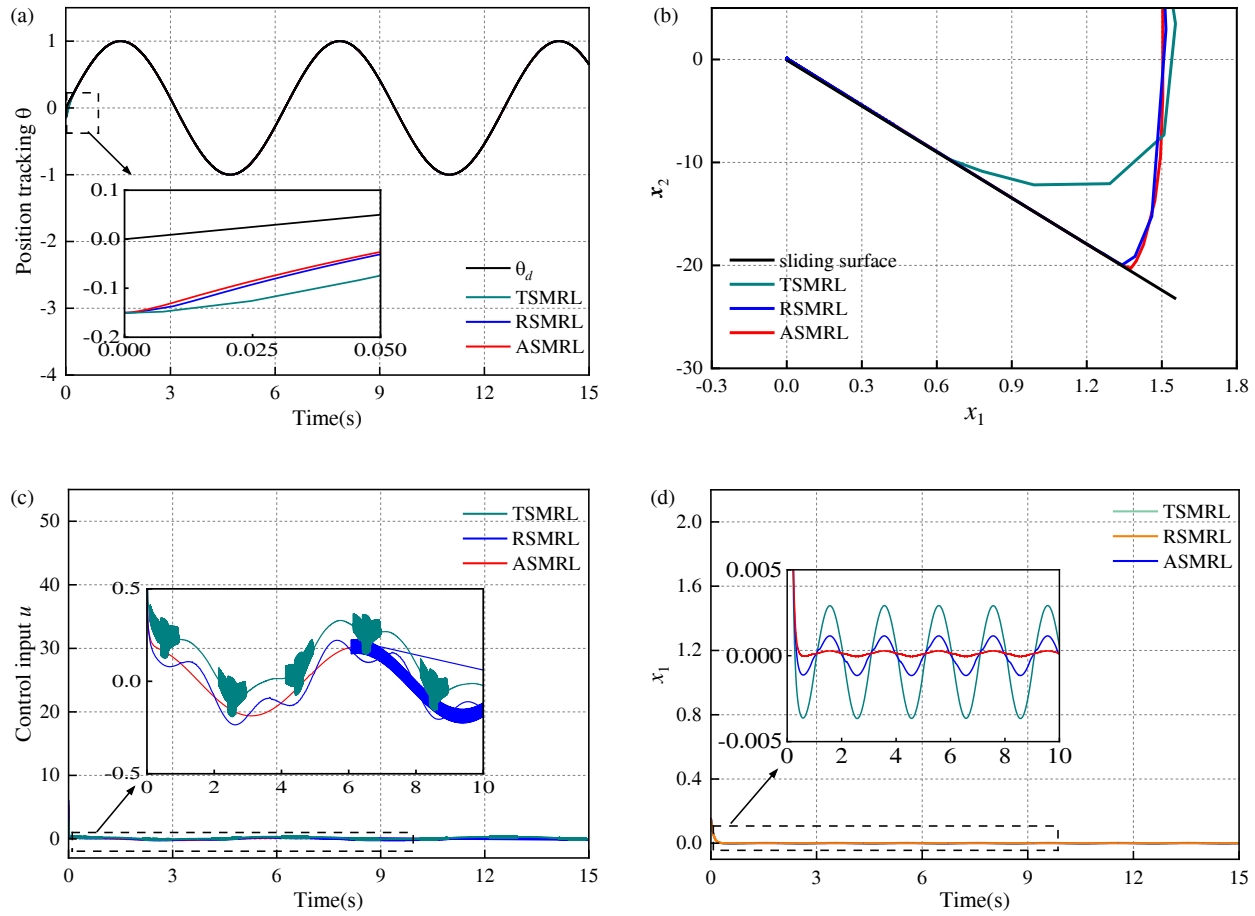 (a)
Position tracking θ
1
0
-1
-2
-3
-4
0 3 6 9 12 15
Time(s)
0.1
0.0
-0.1
-0.2
0.000 0.025 0.050
θd
TSMRL
RSMRL
ASMRL
(b)
x2
0
-10
-20
-30
-0.3 0.0 0.3 0.6 0.9 1.2 1.5 1.8
x1
sliding surface
TSMRL
RSMRL
ASMRL
(c)
Control input u
50
40
30
20
10
0
0 3 6 9 12 15
Time(s)
TSMRL
RSMRL
ASMRL
0.5
0.0
-0.5
0 2 4 6 8 10
(d)
x1
2.0
1.6
1.2
0.8
0.4
0.0
0 3 6 9 12 15
Time(s)
TSMRL
RSMRL
ASMRL
0.005
0.000
-0.005
0 2 4 6 8 10